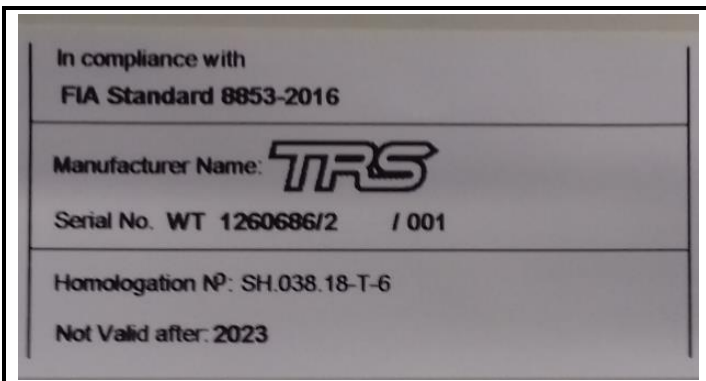 In compliance with
FIA Standard 8853-2016
Manufacturer Name: TRS
Serial No. WT 1260686/2 / 001
Homologation Nº: SH.038.18-T-6
Not Valid after: 2023